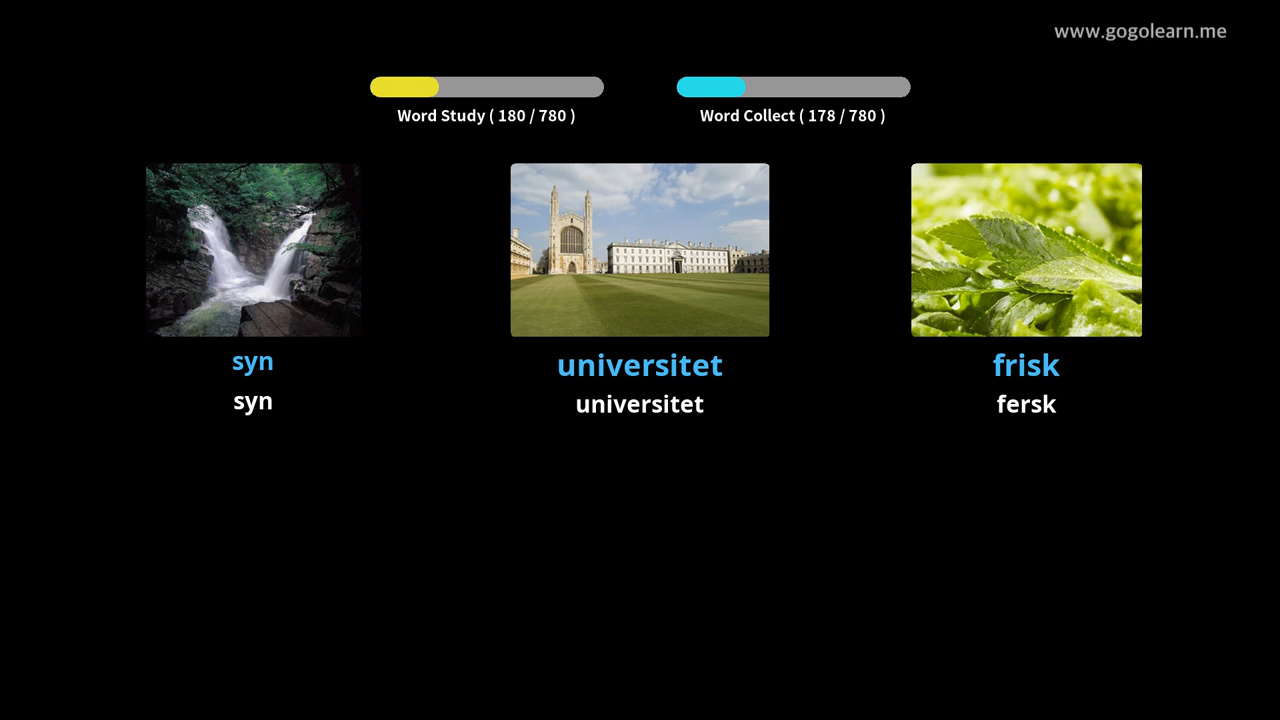 www.gogolearn.me
Word Study ( 180 / 780 )
Word Collect ( 178 / 780 )
syn
universitet
frisk
syn
universitet
fersk